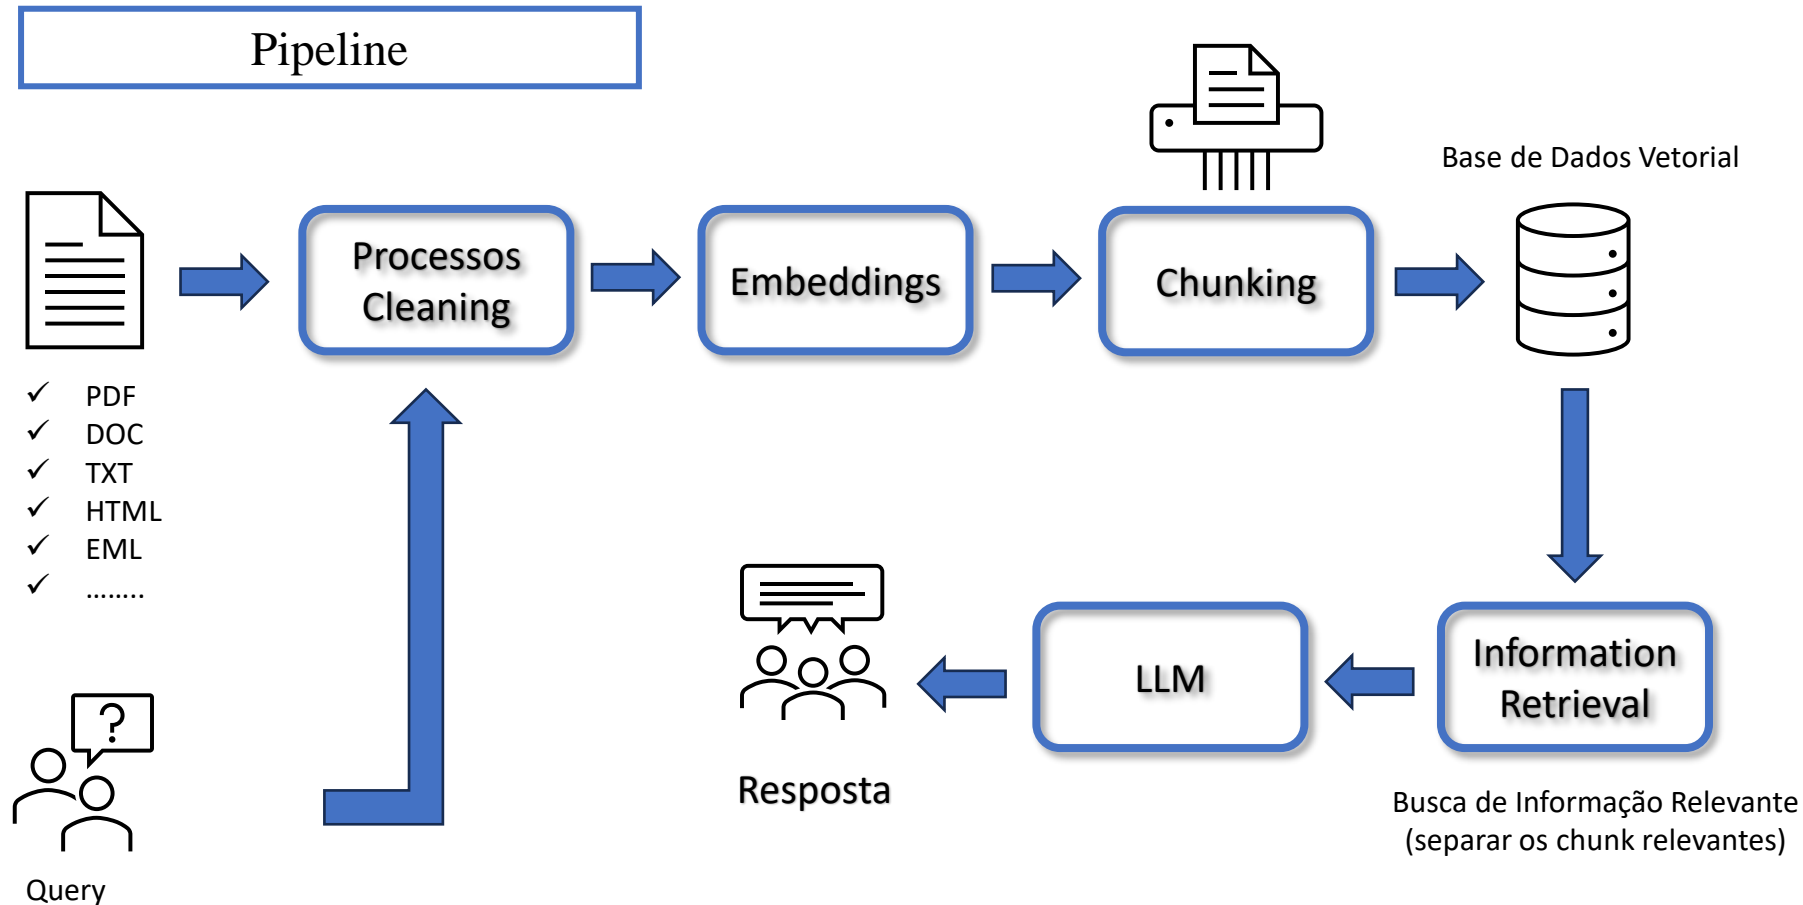 Pipeline
Base de Dados Vetorial
Processos
Cleaning
Embeddings
Chunking
✓ PDF
✓ DOC
✓ TXT
✓ HTML
✓ EML
✓ ........
?
Query
Resposta
LLM
Information
Retrieval
Busca de Informação Relevante
(separar os chunk relevantes)